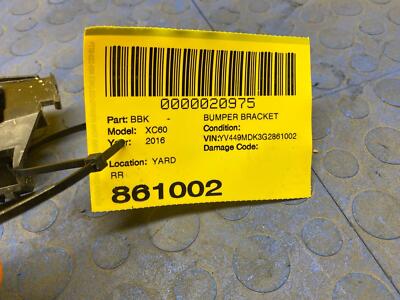 0000020975
Part: BBK - BUMPER BRACKET
Model: XC60 Condition:
Year: 2016 VIN:YV449MDK3G2861002
Damage Code:
Location: YARD
RR
861002